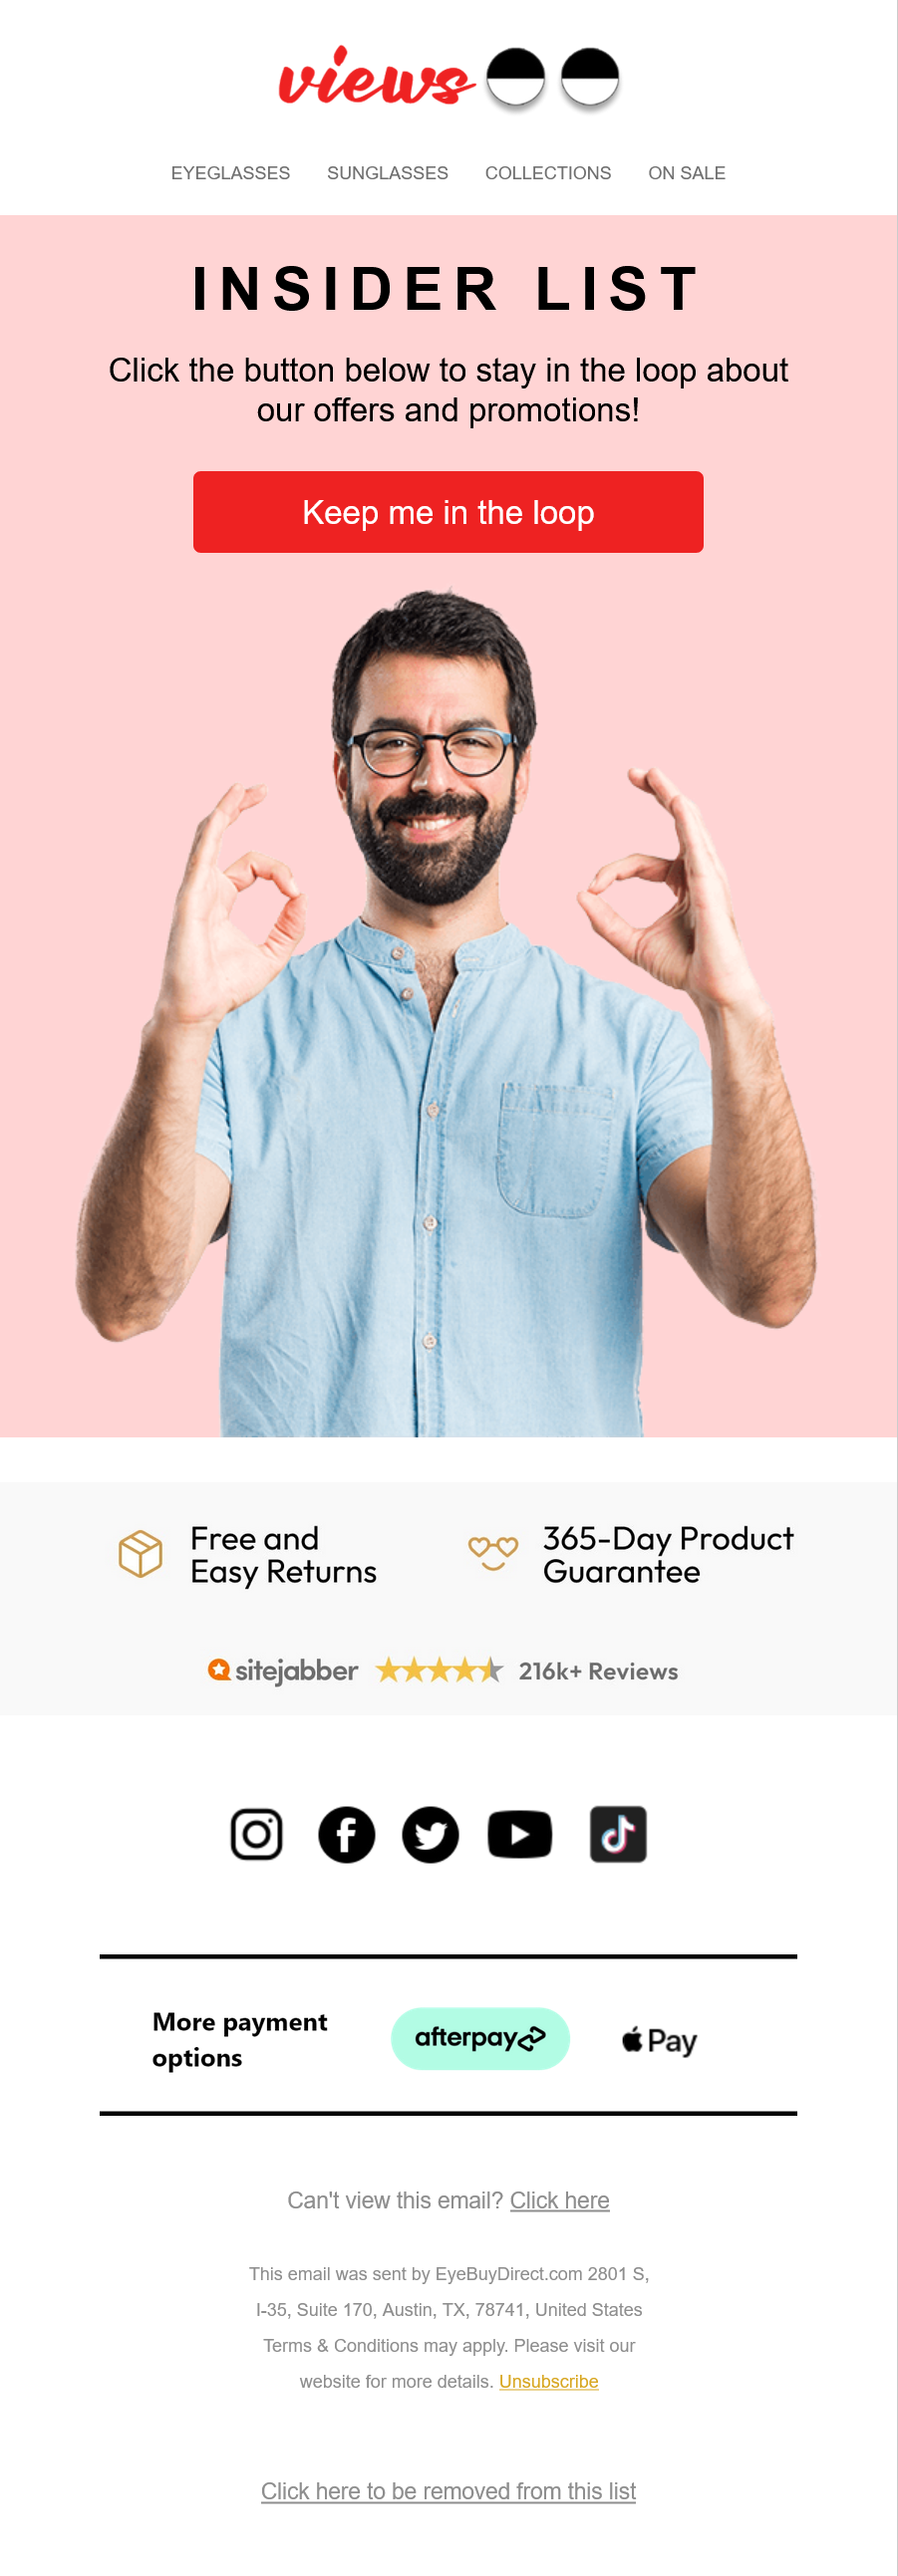 views
EYEGLASSES SUNGLASSES COLLECTIONS ON SALE
INSIDER LIST
Click the button below to stay in the loop about
our offers and promotions!
Keep me in the loop
Free and
Easy Returns
365-Day Product
Guarantee
sitejabber 216k+ Reviews
More payment
options
afterpay
Pay
Can't view this email? Click here
This email was sent by EyeBuyDirect.com 2801 S,
I-35, Suite 170, Austin, TX, 78741, United States
Terms & Conditions may apply. Please visit our
website for more details. Unsubscribe
Click here to be removed from this list